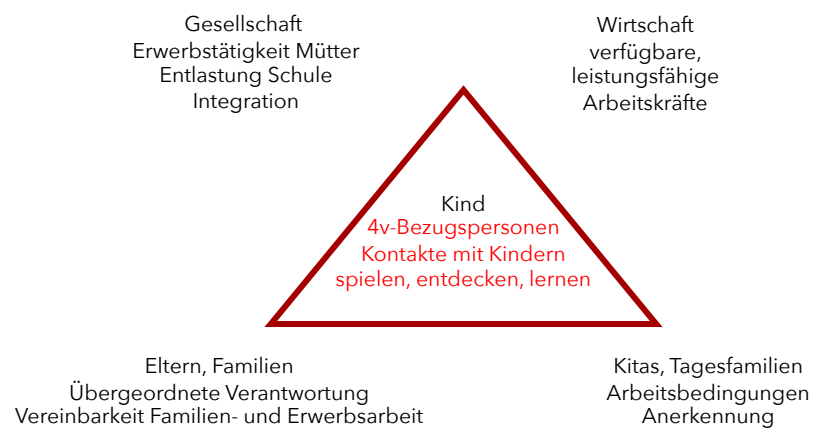 Gesellschaft
Erwerbstätigkeit Mütter
Entlastung Schule
Integration
Wirtschaft
verfügbare,
leistungsfähige
Arbeitskräfte
Kind
4v-Bezugspersonen
Kontakte mit Kindern
spielen, entdecken, lernen
Eltern, Familien
Übergeordnete Verantwortung
Vereinbarkeit Familien- und Erwerbsarbeit
Kitas, Tagesfamilien
Arbeitsbedingungen
Anerkennung